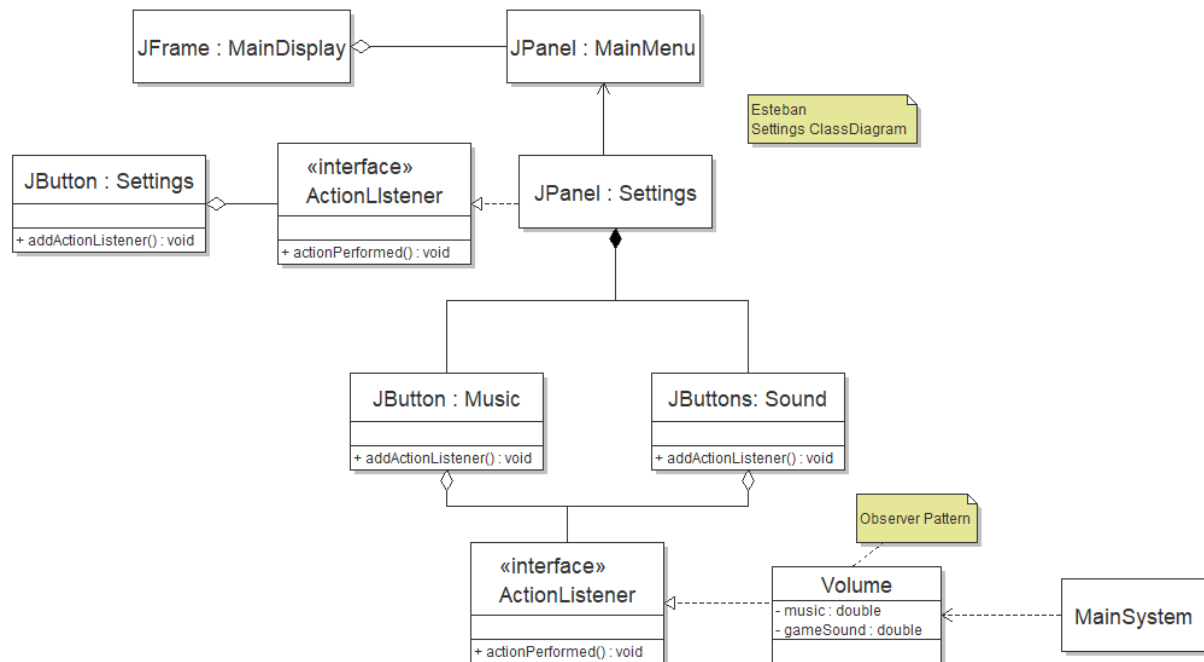 JFrame : MainDisplay
JPanel : MainMenu
Esteban
Settings ClassDiagram
JButton : Settings
+ addActionListener() : void
«interface»
ActionLIstener
+ actionPerformed() : void
JPanel : Settings
JButton : Music
+ addActionListener() : void
JButtons: Sound
+ addActionListener() : void
Observer Pattern
«interface»
ActionListener
+ actionPerformed() : void
Volume
- music : double
- gameSound : double
MainSystem